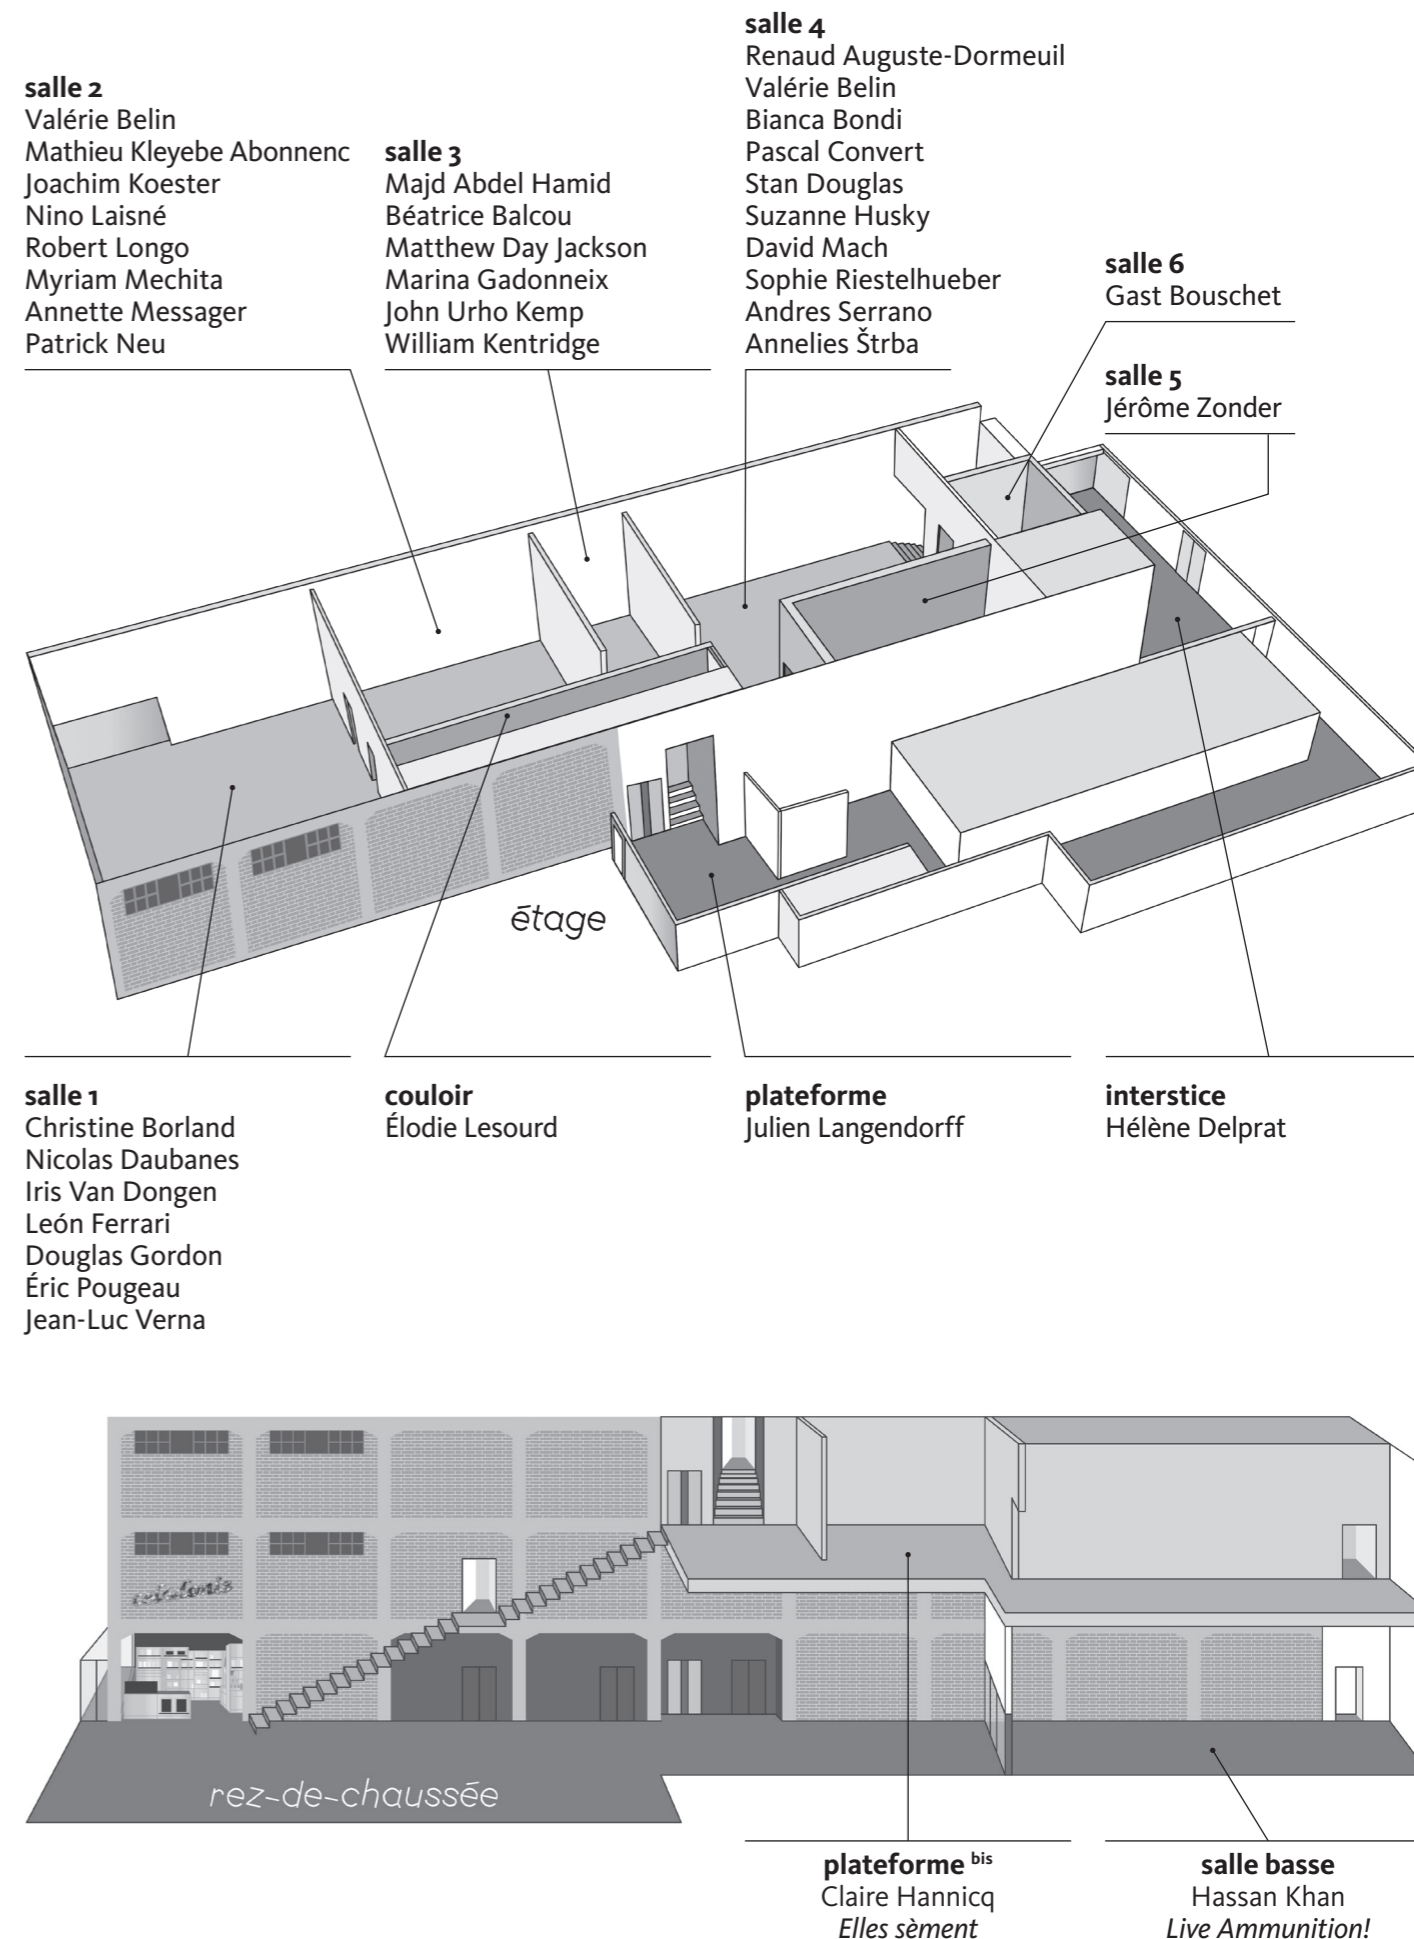 salle 2
Valérie Belin
Mathieu Kleyebe Abonnenc
Joachim Koester
Nino Laisné
Robert Longo
Myriam Mechita
Annette Messager
Patrick Neu
salle 3
Majd Abdel Hamid
Béatrice Balcou
Matthew Day Jackson
Marina Gadonneix
John Urho Kemp
William Kentridge
salle 4
Renaud Auguste-Dormeuil
Valérie Belin
Bianca Bondi
Pascal Convert
Stan Douglas
Suzanne Husky
David Mach
Sophie Riestelhueber
Andres Serrano
Annelies Štrba
salle 6
Gast Bouschet
salle 5
Jérôme Zonder
étage
salle 1
Christine Borland
Nicolas Daubanes
Iris Van Dongen
León Ferrari
Douglas Gordon
Éric Pougeau
Jean-Luc Verna
couloir
Élodie Lesourd
plateforme
Julien Langendorff
interstice
Hélène Delprat
rez-de-chaussée
plateforme bis
Claire Hannicq
Elles sèment
salle basse
Hassan Khan
Live Ammunition!